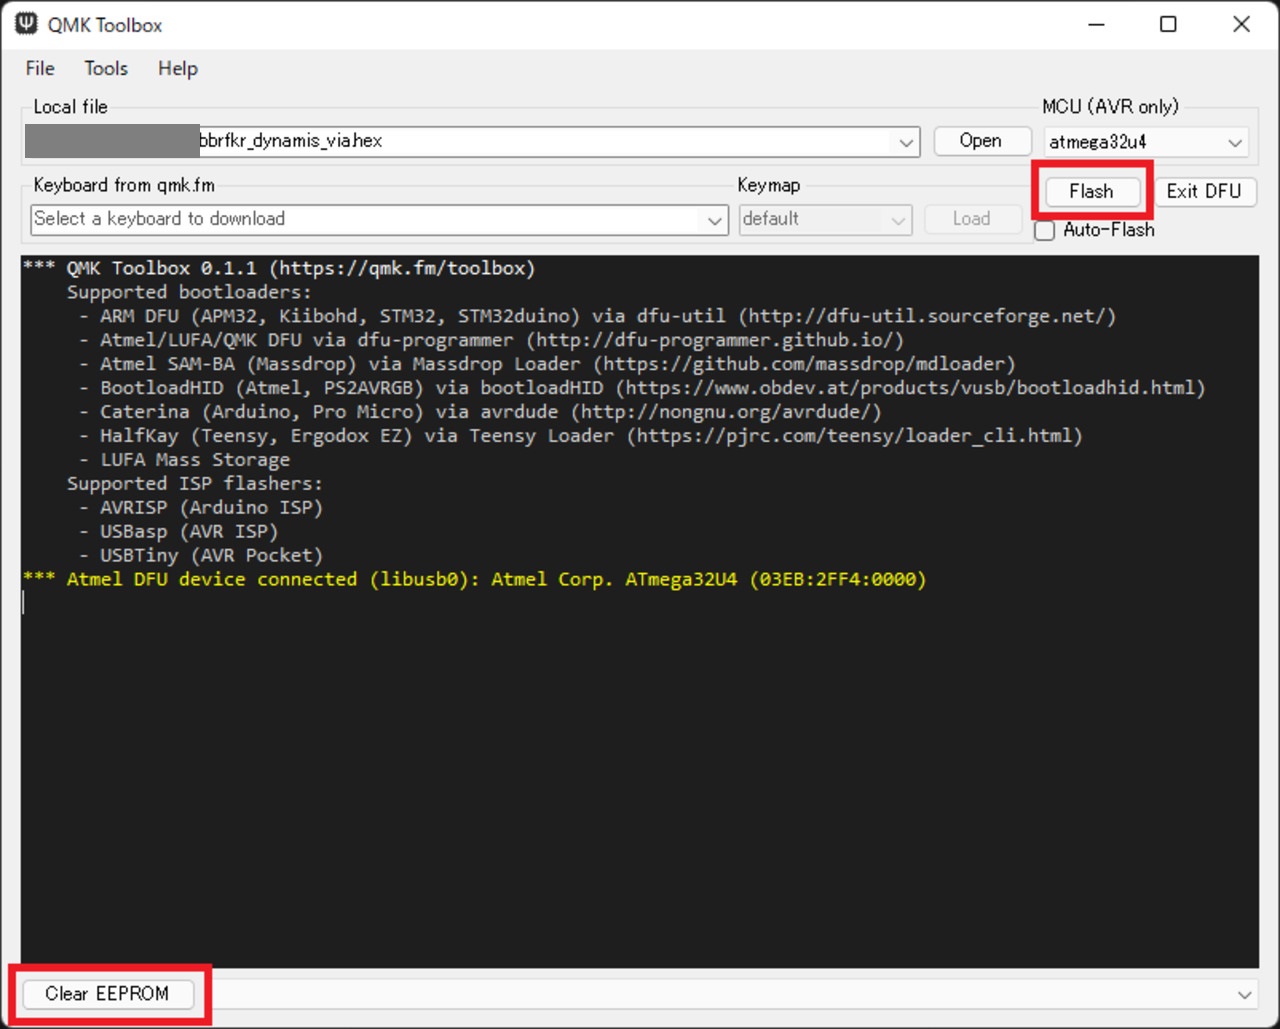 QMK Toolbox
File Tools Help
Local file
MCU (AVR only)
bbrfkr_dynamis_via.hex
Open
atmega32u4
Keyboard from qmk.fm
Keymap
Flash
Exit DFU
Select a keyboard to download
default
Load
Auto-Flash
*** QMK Toolbox 0.1.1 (https://qmk.fm/toolbox)
Supported bootloaders:
- ARM DFU (APM32, Kiibohd, STM32, STM32duino) via dfu-util (http://dfu-util.sourceforge.net/)
- Atmel/LUFA/QMK DFU via dfu-programmer (http://dfu-programmer.github.io/)
- Atmel SAM-BA (Massdrop) via Massdrop Loader (https://github.com/massdrop/mdloader)
- BootloadHID (Atmel, PS2AVRGB) via bootloadHID (https://www.obdev.at/products/vusb/bootloadhid.html)
- Caterina (Arduino, Pro Micro) via avrdude (http://nongnu.org/avrdude/)
- HalfKay (Teensy, Ergodox EZ) via Teensy Loader (https://pjrc.com/teensy/loader_cli.html)
- LUFA Mass Storage
Supported ISP flashers:
- AVRISP (Arduino ISP)
- USBasp (AVR ISP)
- USBTiny (AVR Pocket)
*** Atmel DFU device connected (libusb0): Atmel Corp. ATmega32U4 (03EB:2FF4:0000)
Clear EEPROM